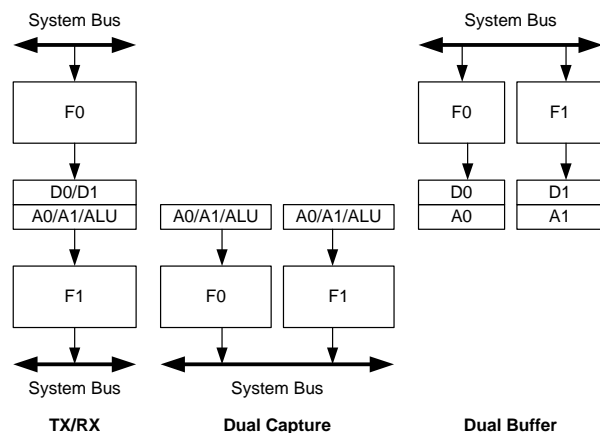 System Bus
System Bus
F0
F0
F1
D0/D1
A0/A1/ALU
A0/A1/ALU
A0/A1/ALU
D0
D1
A0
A1
F1
F0
F1
System Bus
System Bus
TX/RX
Dual Capture
Dual Buffer